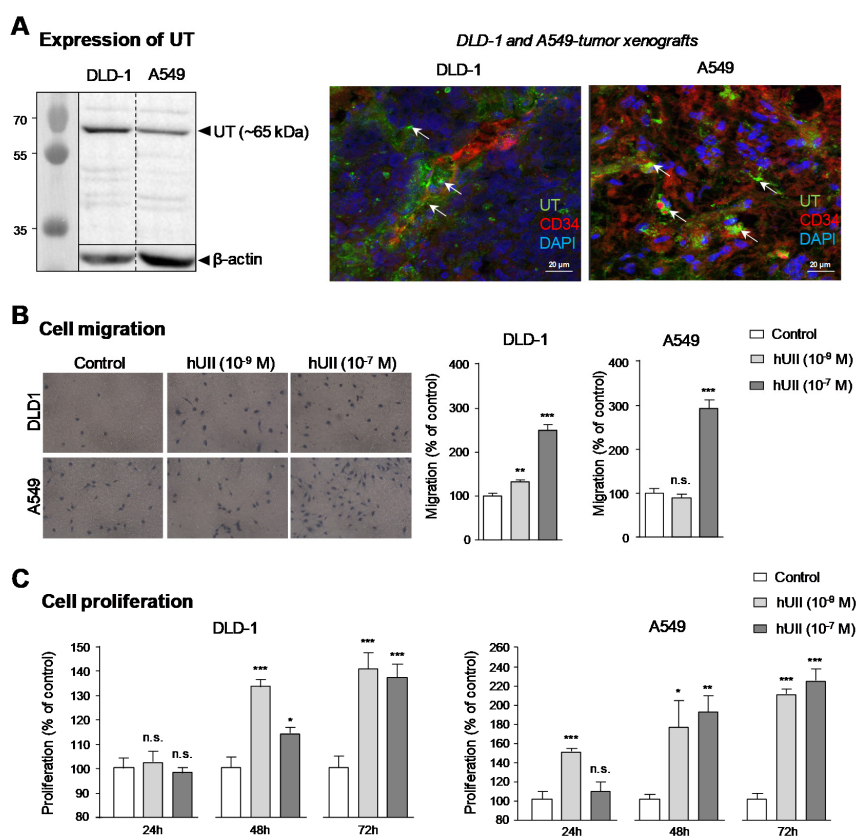 A Expression of UT
DLD-1 and A549-tumor xenografts
DLD-1 A549
DLD-1 A549
70
55
35
UT (~65 kDa)
β-actin
UT
CD34
DAPI
20 µm
UT
CD34
DAPI
20 µm
B Cell migration
Control hUII (10-9 M) hUII (10-7 M)
DLD1
A549
DLD-1
Migration (% of control)
400
300
200
100
0
**
***
A549
Migration (% of control)
400
300
200
100
0
n.s.
***
Control
hUII (10-9 M)
hUII (10-7 M)
C Cell proliferation
Control
hUII (10-9 M)
hUII (10-7 M)
DLD-1
Proliferation (% of control)
150
140
130
120
110
100
90
80
n.s.
n.s.
***
*
***
***
24h 48h 72h
A549
Proliferation (% of control)
260
240
220
200
180
160
140
120
100
80
***
n.s.
*
**
***
***
24h 48h 72h